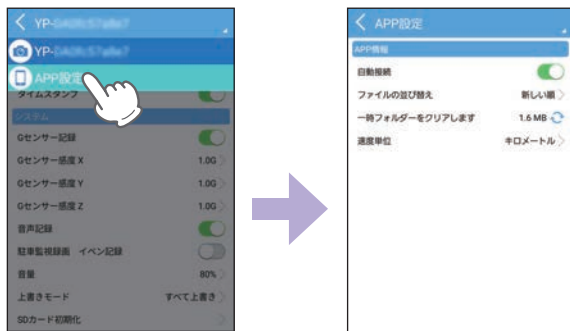 YP-
YP-
APP設定
タイムスタンプ
システム
Gセンサー記録
Gセンサー感度 X 1.0G
Gセンサー感度 Y 1.0G
Gセンサー感度 Z 1.0G
音声記録
駐車監視録画 イベン記録
音量 80%
上書きモード すべて上書き
SDカード初期化
APP設定
APP情報
自動接続
ファイルの並び替え 新しい順
一時フォルダーをクリアします 1.6 MB
速度単位 キロメートル